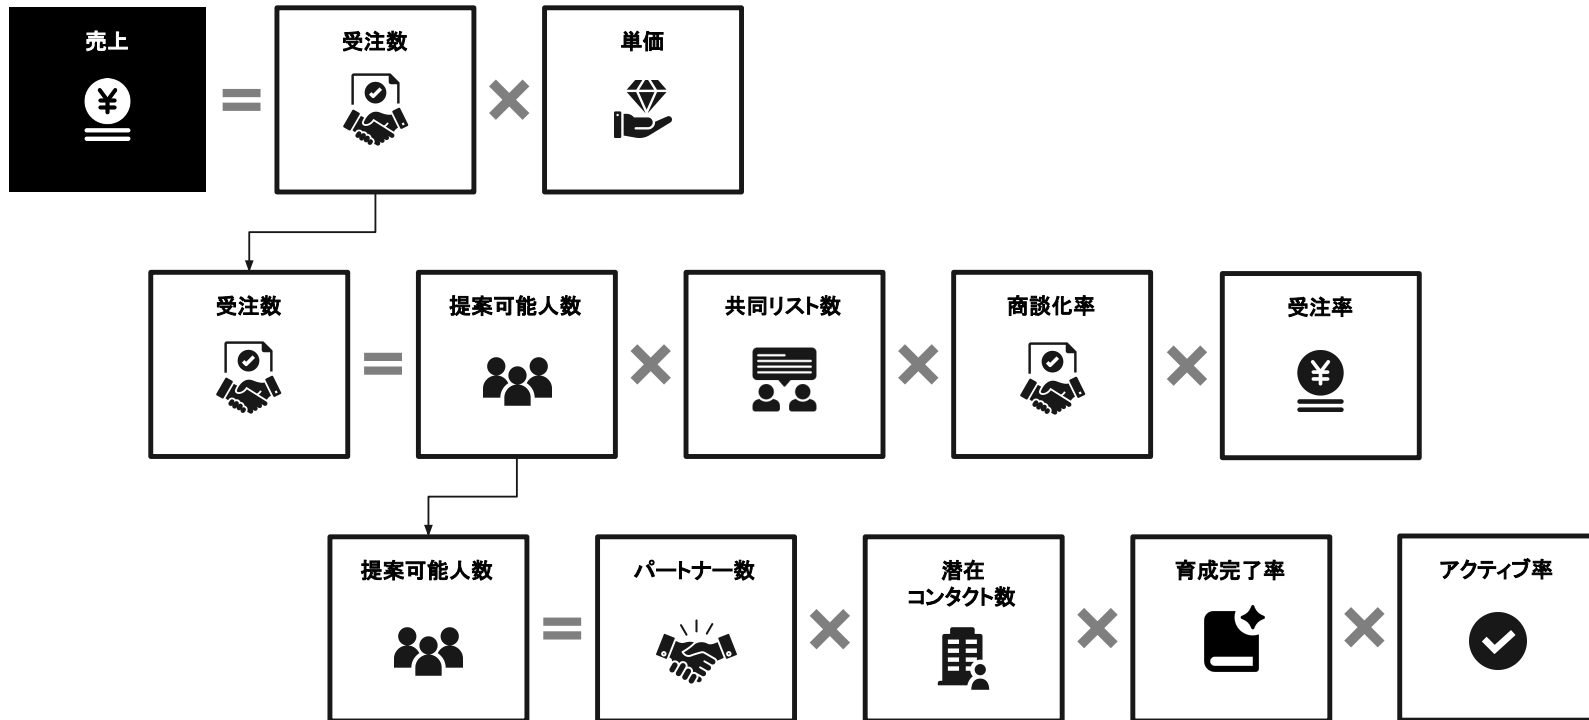 売上
受注数
単価
受注数
提案可能人数
共同リスト数
商談化率
受注率
提案可能人数
パートナー数
潜在
コンタクト数
育成完了率
アクティブ率